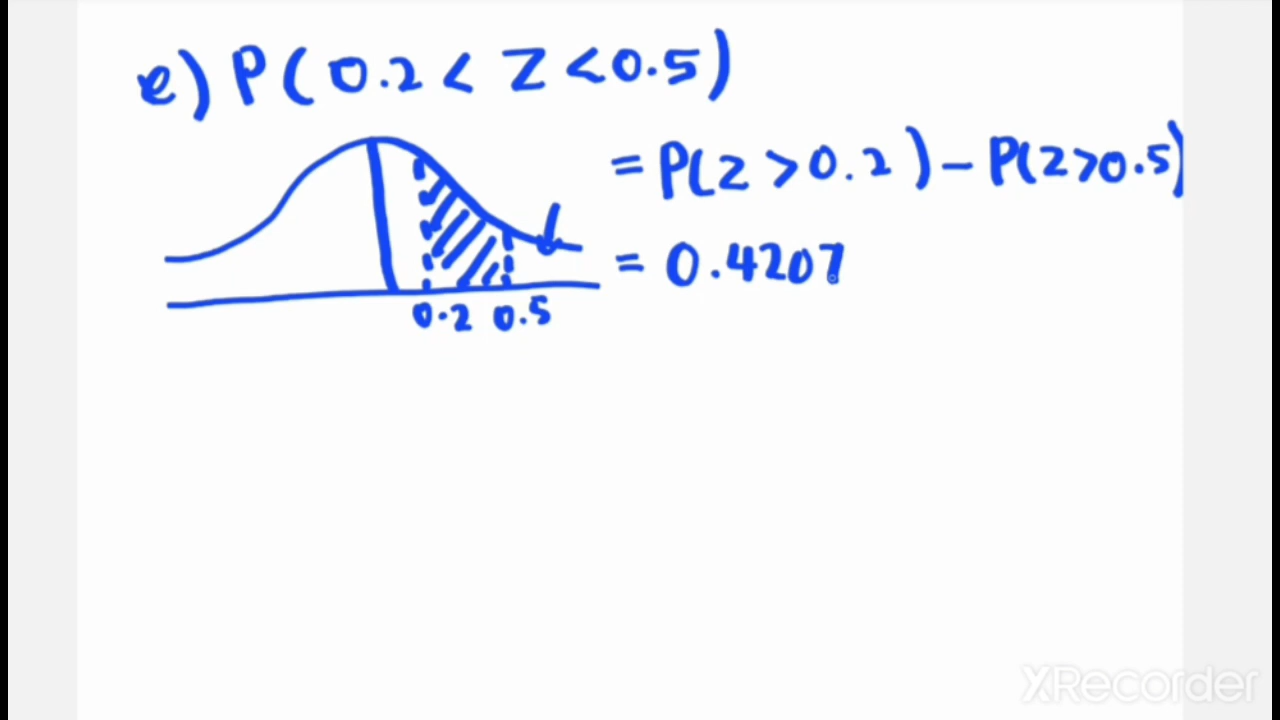 e) P(0.2 < Z < 0.5)
= P(Z > 0.2) - P(Z > 0.5)
= 0.4207
0.2 0.5
XRecorder